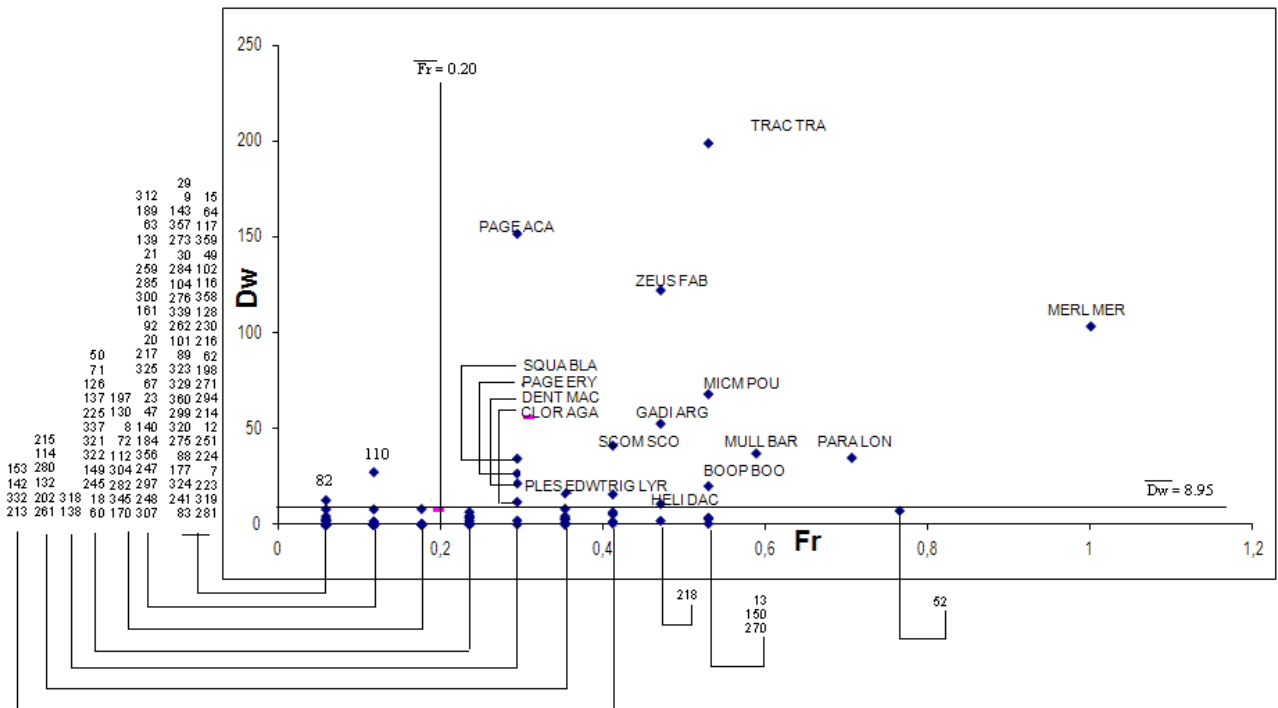 250
Fr = 0.20
TRAC TRA
200
29
312 9 15
189 143 64
63 357 117
139 273 359
21 30 49
259 284 102
285 104 116
300 276 358
161 339 128
92 262 230
20 101 216
50 217 89 62
71 325 323 198
126 67 329 271
137 197 23 360 294
225 130 47 299 214
337 8 140 320 12
215 321 72 184 275 251
114 322 112 356 88 224
153 280 149 304 247 177 7
142 132 245 282 297 324 223
332 202 318 18 345 248 241 319
213 261 138 60 170 307 83 281
PAGE ACA
150
ZEUS FAB
Dw
MERL MER
100
SQUA BLA
PAGE ERY
DENT MAC
CLOR AGA
MICM POU
GADI ARG
50
SCOM SCO
MULL BAR
PARA LON
110
82
BOOP BOO
PLES EDW
TRIG LYR
HELI DAC
Dw = 8.95
0
0 0,2 0,4 0,6 0,8 1 1,2
Fr
218
13
150
270
52